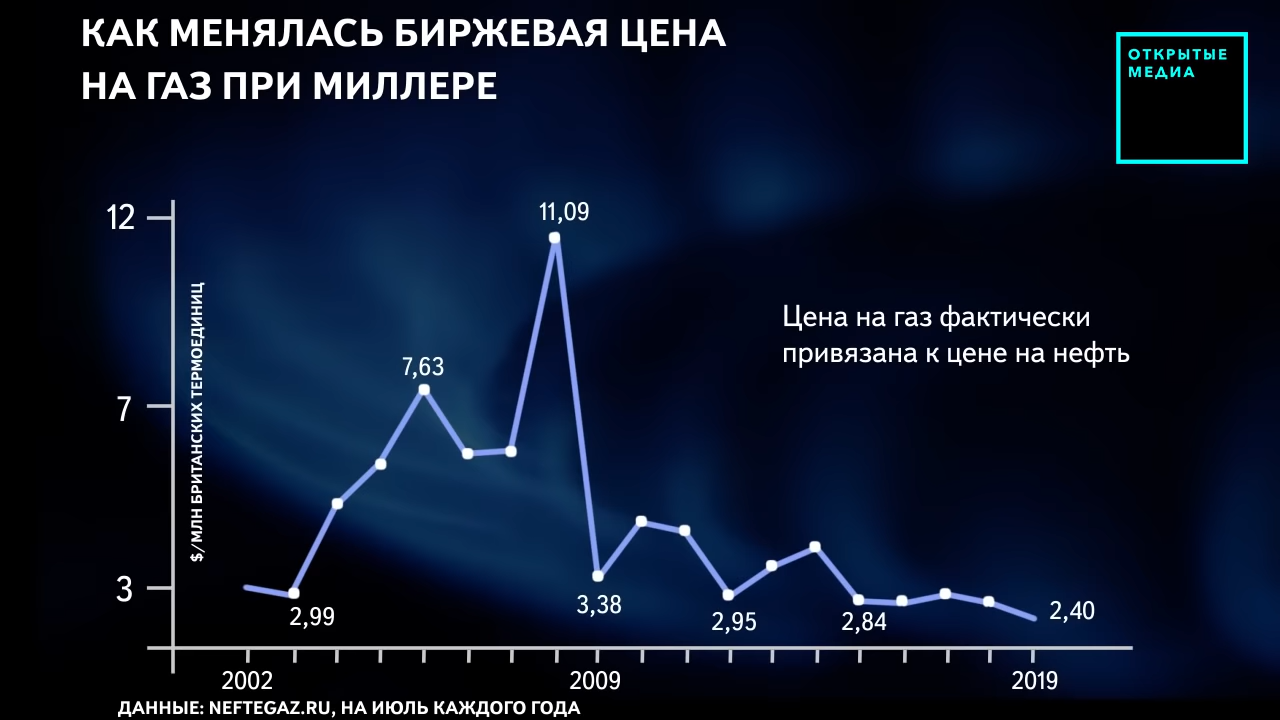 КАК МЕНЯЛАСЬ БИРЖЕВАЯ ЦЕНА
НА ГАЗ ПРИ МИЛЛЕРЕ
ОТКРЫТЫЕ
МЕДИА
12
7
3
$/МЛН БРИТАНСКИХ ТЕРМОЕДИНИЦ
11,09
7,63
Цена на газ фактически
привязана к цене на нефть
2,99
3,38
2,95
2,84
2,40
2002
2009
2019
ДАННЫЕ: NEFTEGAZ.RU, НА ИЮЛЬ КАЖДОГО ГОДА